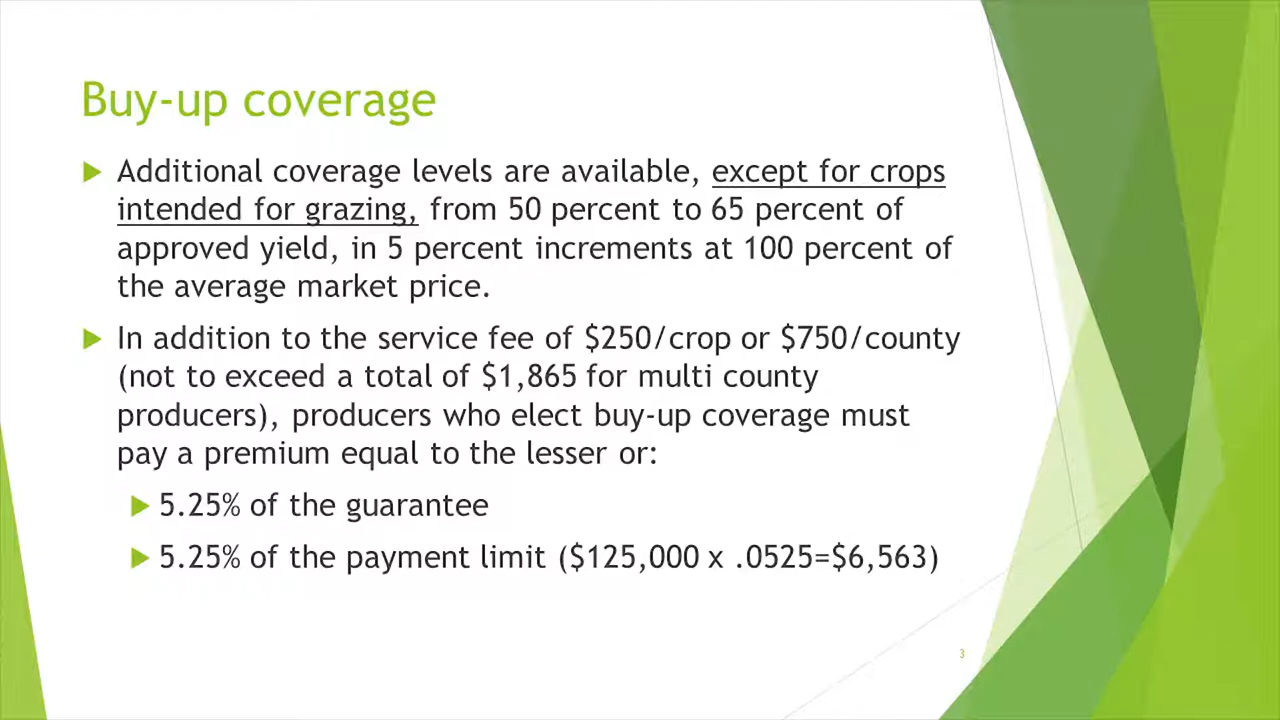 Buy-up coverage
Additional coverage levels are available, except for crops
intended for grazing, from 50 percent to 65 percent of
approved yield, in 5 percent increments at 100 percent of
the average market price.
In addition to the service fee of $250/crop or $750/county
(not to exceed a total of $1,865 for multi county
producers), producers who elect buy-up coverage must
pay a premium equal to the lesser or:
5.25% of the guarantee
5.25% of the payment limit ($125,000 x .0525=$6,563)
3